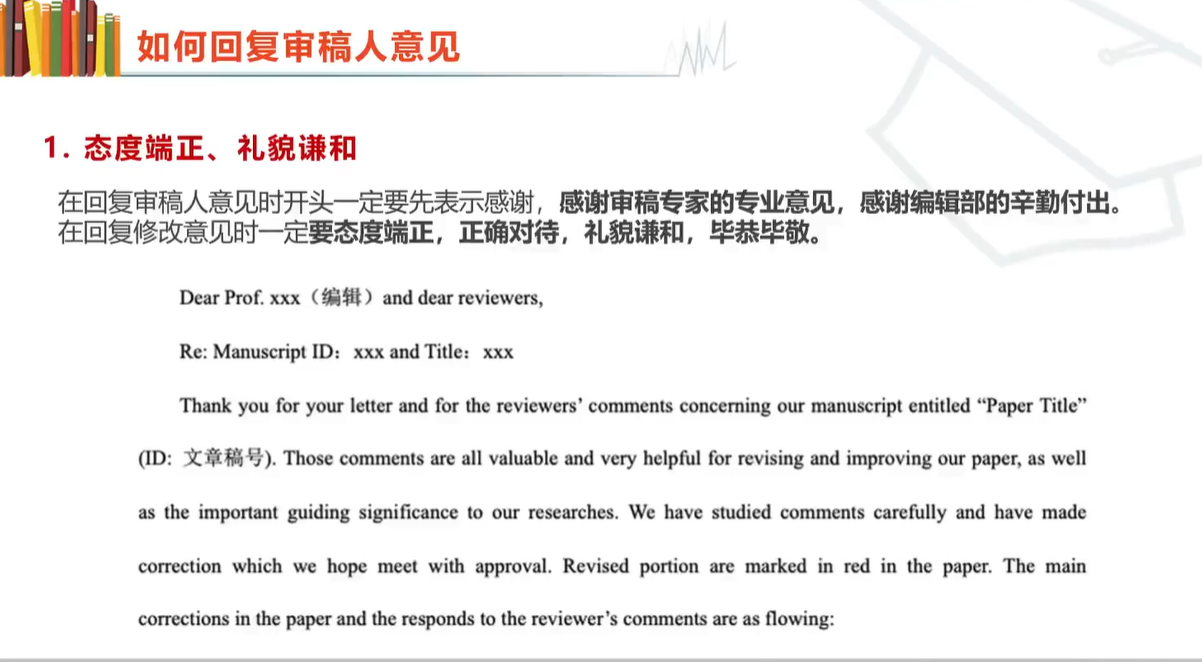 如何回复审稿人意见
1. 态度端正、礼貌谦和
在回复审稿人意见时开头一定要先表示感谢，感谢审稿专家的专业意见，感谢编辑部的辛勤付出。
在回复修改意见时一定要态度端正，正确对待，礼貌谦和，毕恭毕敬。
Dear Prof. xxx（编辑）and dear reviewers,
Re: Manuscript ID：xxx and Title：xxx
Thank you for your letter and for the reviewers’ comments concerning our manuscript entitled “Paper Title”
(ID: 文章稿号). Those comments are all valuable and very helpful for revising and improving our paper, as well
as the important guiding significance to our researches. We have studied comments carefully and have made
correction which we hope meet with approval. Revised portion are marked in red in the paper. The main
corrections in the paper and the responds to the reviewer’s comments are as flowing: